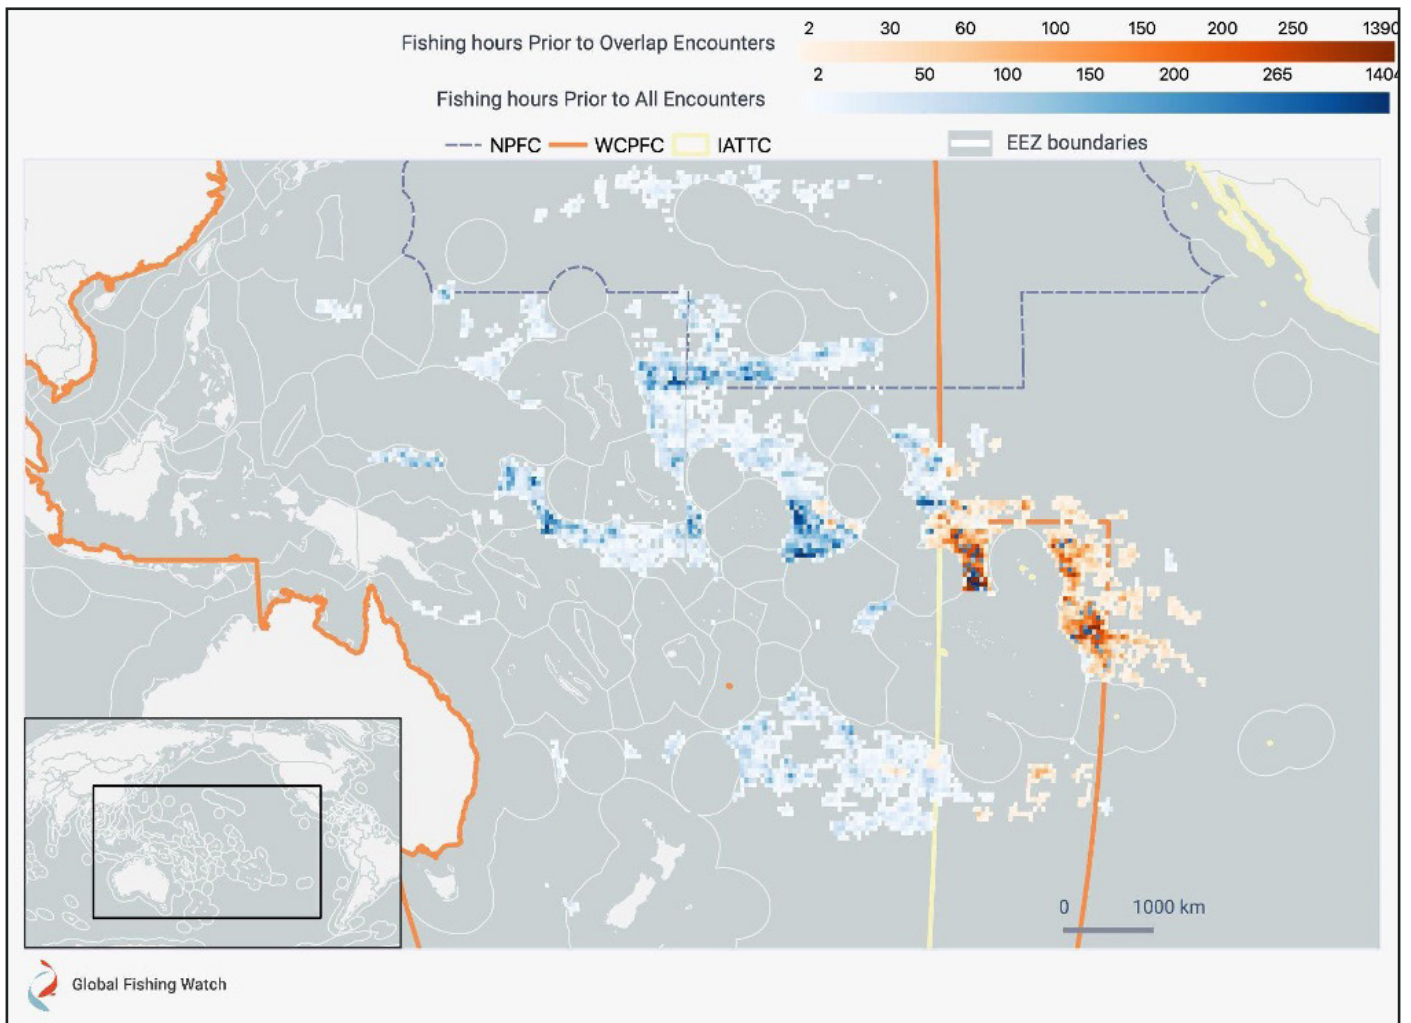 2 30 60 100 150 200 250 1390
Fishing hours Prior to Overlap Encounters
2 50 100 150 200 265 1404
Fishing hours Prior to All Encounters
NPFC WCPFC IATTC EEZ boundaries
0 1000 km
Global Fishing Watch